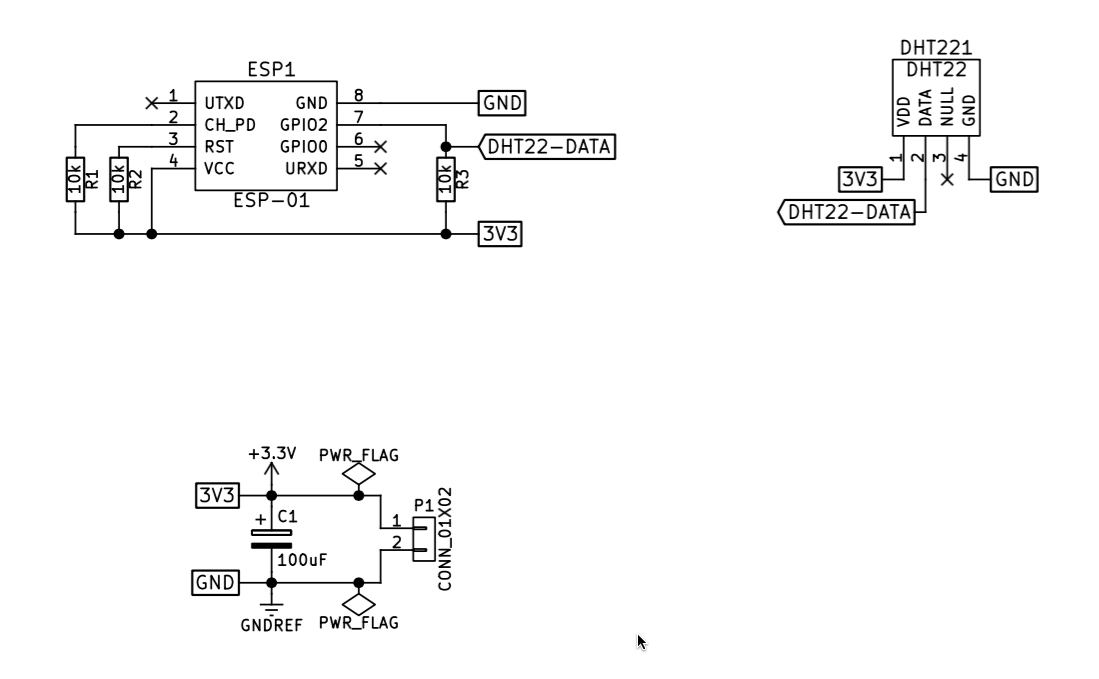 ESP1
1 UTXD GND 8 GND
2 CH_PD GPIO2 7
3 RST GPIO0 6 DHT22-DATA
4 VCC URXD 5
10k R1 10k R2 10k R3
ESP-01
3V3
DHT221
DHT22
VDD DATA NULL GND
1 2 3 4
3V3 GND
DHT22-DATA
+3.3V PWR_FLAG
3V3
P1
C1
+
1
2
CONN_01X02
100uF
GND
GNDREF PWR_FLAG